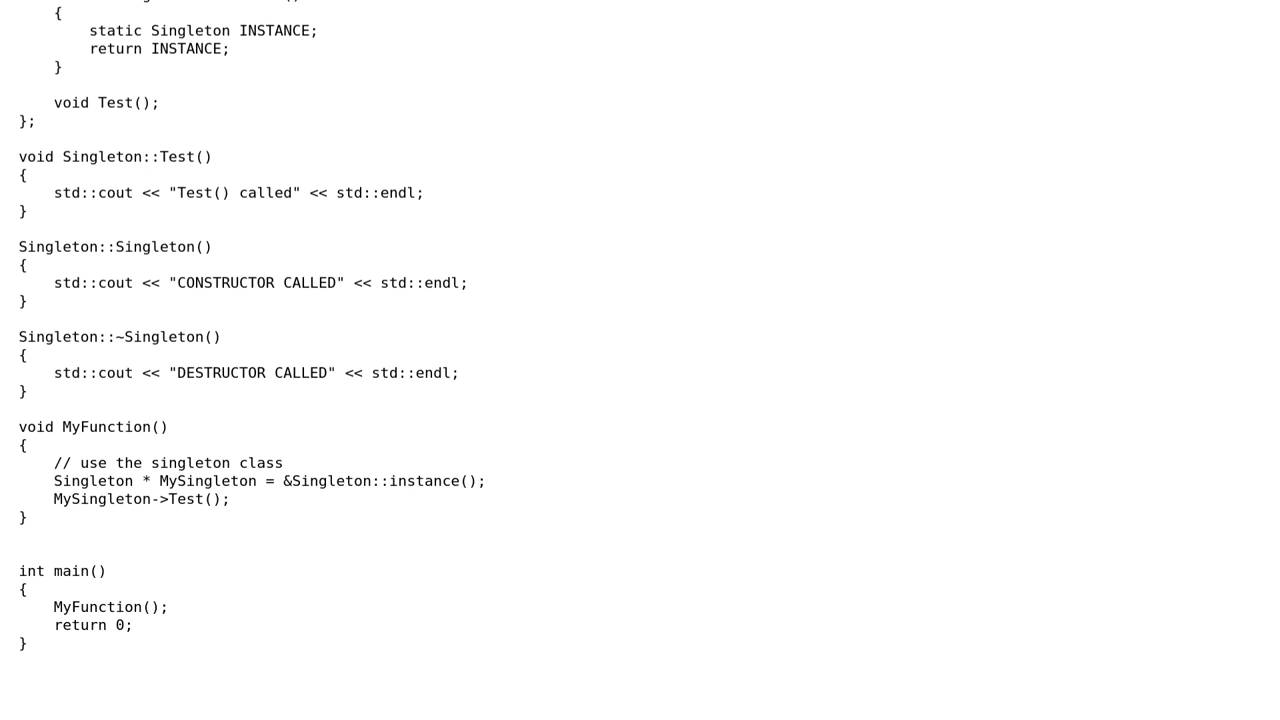 {
        static Singleton INSTANCE;
        return INSTANCE;
    }

    void Test();
};

void Singleton::Test()
{
    std::cout << "Test() called" << std::endl;
}

Singleton::Singleton()
{
    std::cout << "CONSTRUCTOR CALLED" << std::endl;
}

Singleton::~Singleton()
{
    std::cout << "DESTRUCTOR CALLED" << std::endl;
}

void MyFunction()
{
    // use the singleton class
    Singleton * MySingleton = &Singleton::instance();
    MySingleton->Test();
}


int main()
{
    MyFunction();
    return 0;
}